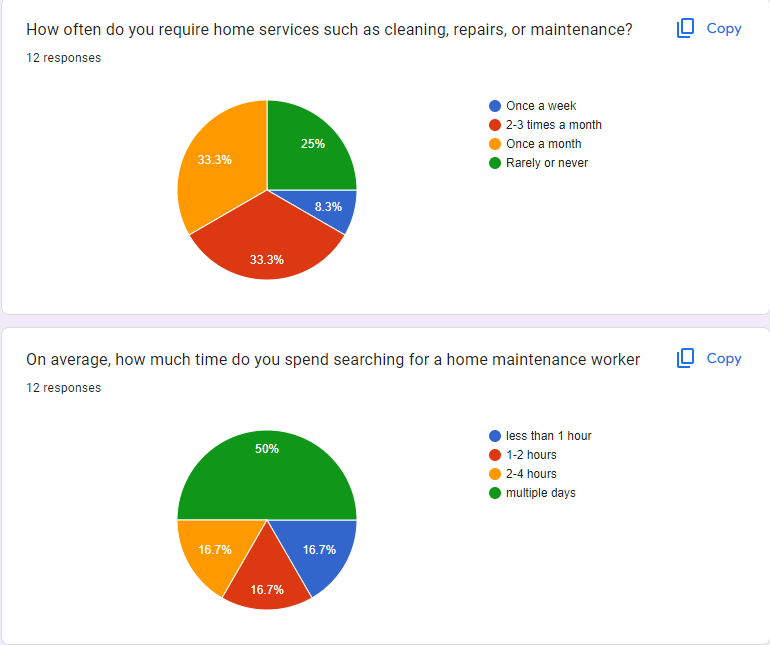 How often do you require home services such as cleaning, repairs, or maintenance?
Copy
12 responses
25%
33.3%
8.3%
33.3%
Once a week
2-3 times a month
Once a month
Rarely or never
On average, how much time do you spend searching for a home maintenance worker
Copy
12 responses
50%
16.7%
16.7%
16.7%
less than 1 hour
1-2 hours
2-4 hours
multiple days